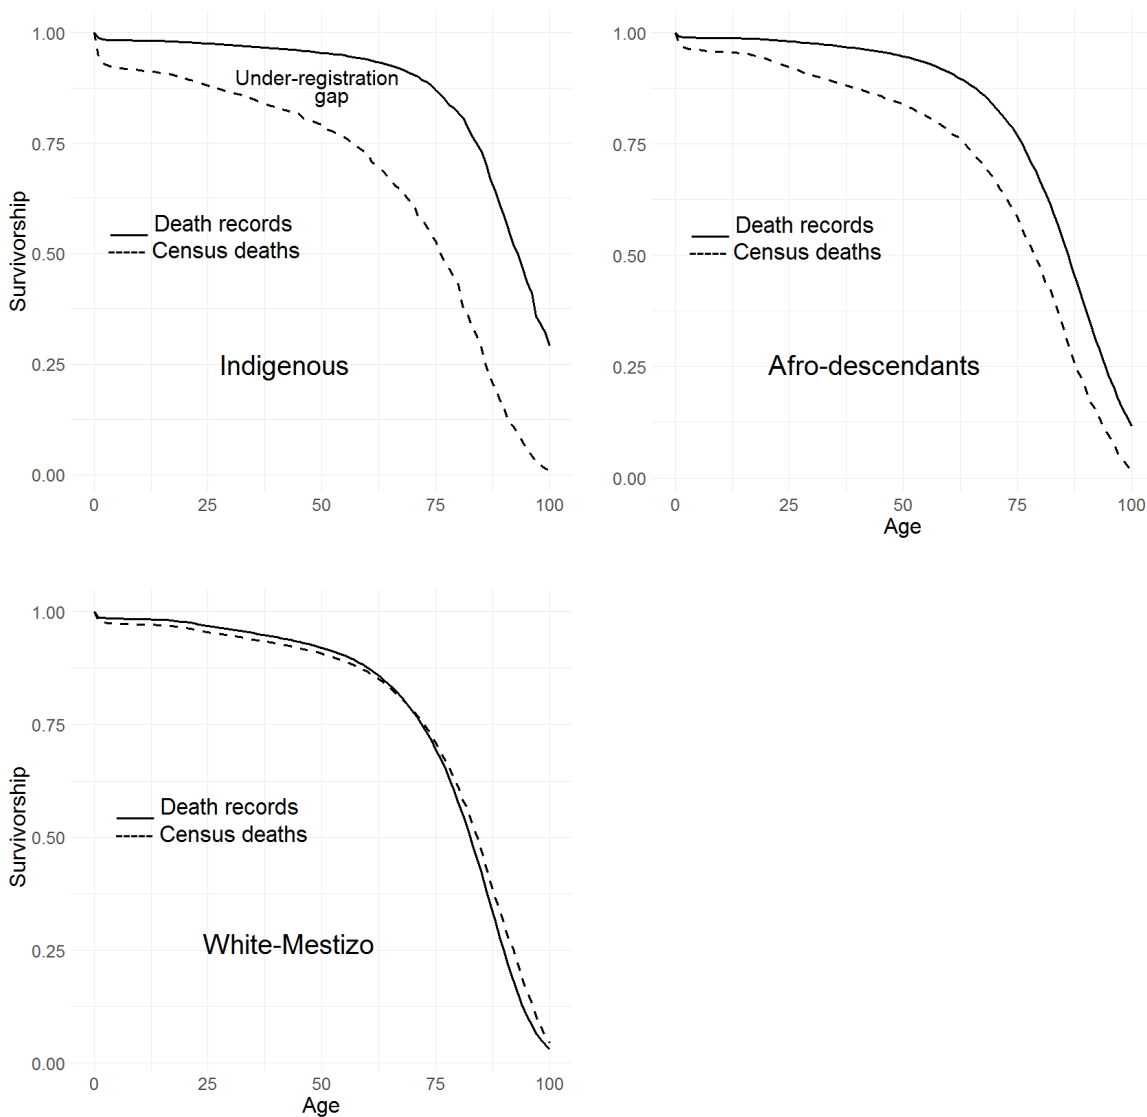 1.00
0.75
0.50
0.25
0.00
Survivorship
Under-registration
gap
Death records
Census deaths
Indigenous
0
25
50
75
100
1.00
0.75
0.50
0.25
0.00
Death records
Census deaths
Afro-descendants
0
25
50
75
100
Age
1.00
0.75
0.50
0.25
0.00
Survivorship
Death records
Census deaths
White-Mestizo
0
25
50
75
100
Age